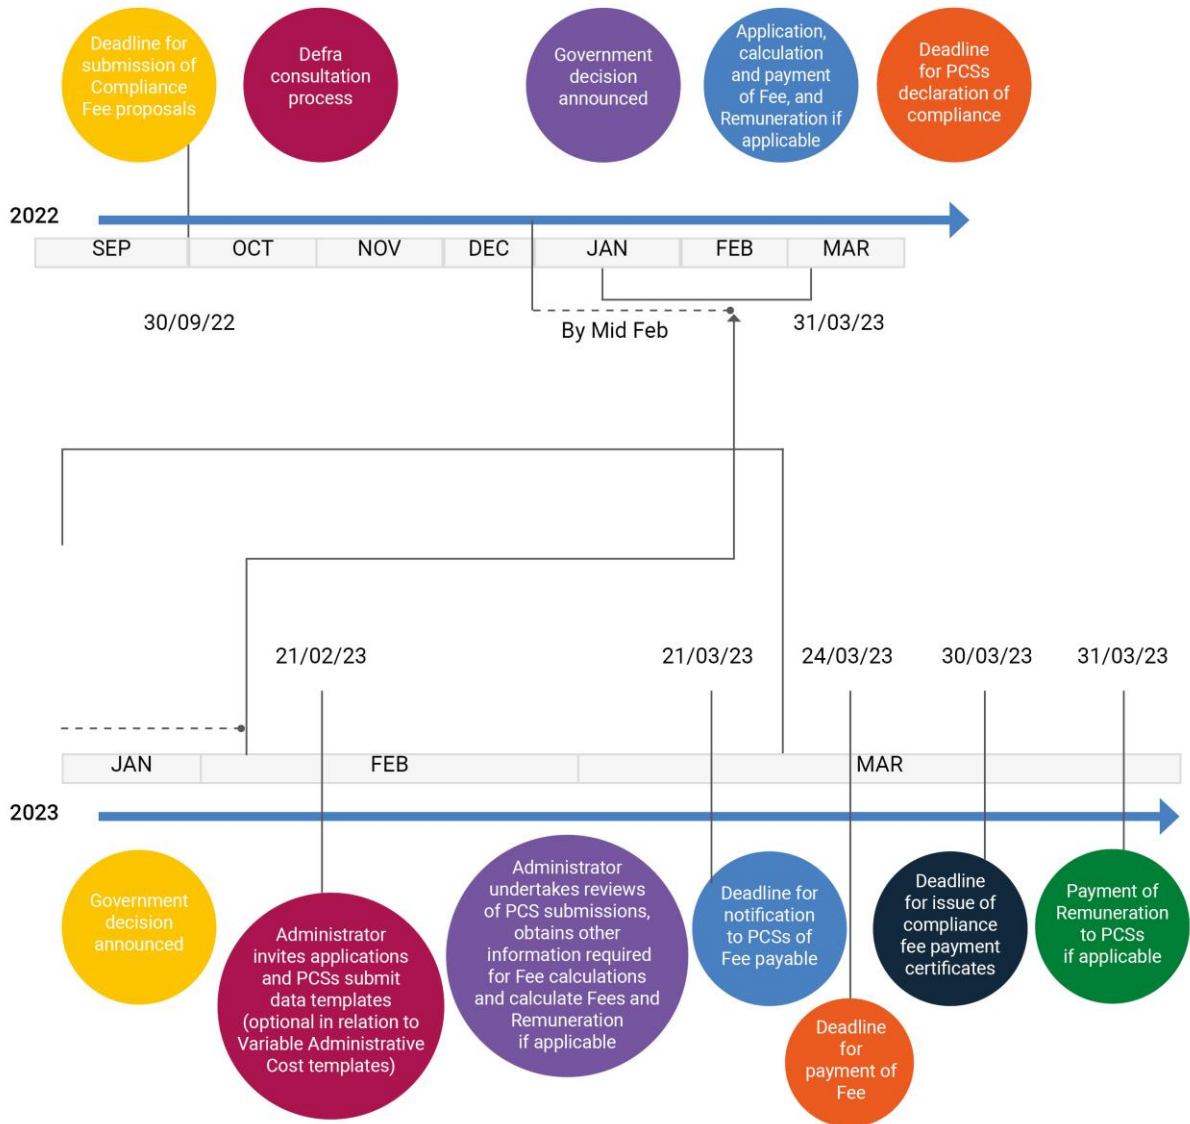 Deadline for
submission of
Compliance
Fee proposals
Defra
consultation
process
Government
decision
announced
Application,
calculation
and payment
of Fee, and
Remuneration if
applicable
Deadline
for PCSs
declaration of
compliance
2022
SEP
OCT
NOV
DEC
JAN
FEB
MAR
30/09/22
By Mid Feb
31/03/23
21/02/23
21/03/23
24/03/23
30/03/23
31/03/23
JAN
FEB
MAR
2023
Government
decision
announced
Administrator
invites applications
and PCSs submit
data templates
(optional in relation to
Variable Administrative
Cost templates)
Administrator
undertakes reviews
of PCS submissions,
obtains other
information required
for Fee calculations
and calculate Fees and
Remuneration
if applicable
Deadline for
notification
to PCSs of
Fee payable
Deadline
for
payment of
Fee
Deadline
for issue of
compliance
fee payment
certificates
Payment of
Remuneration
to PCSs
if applicable